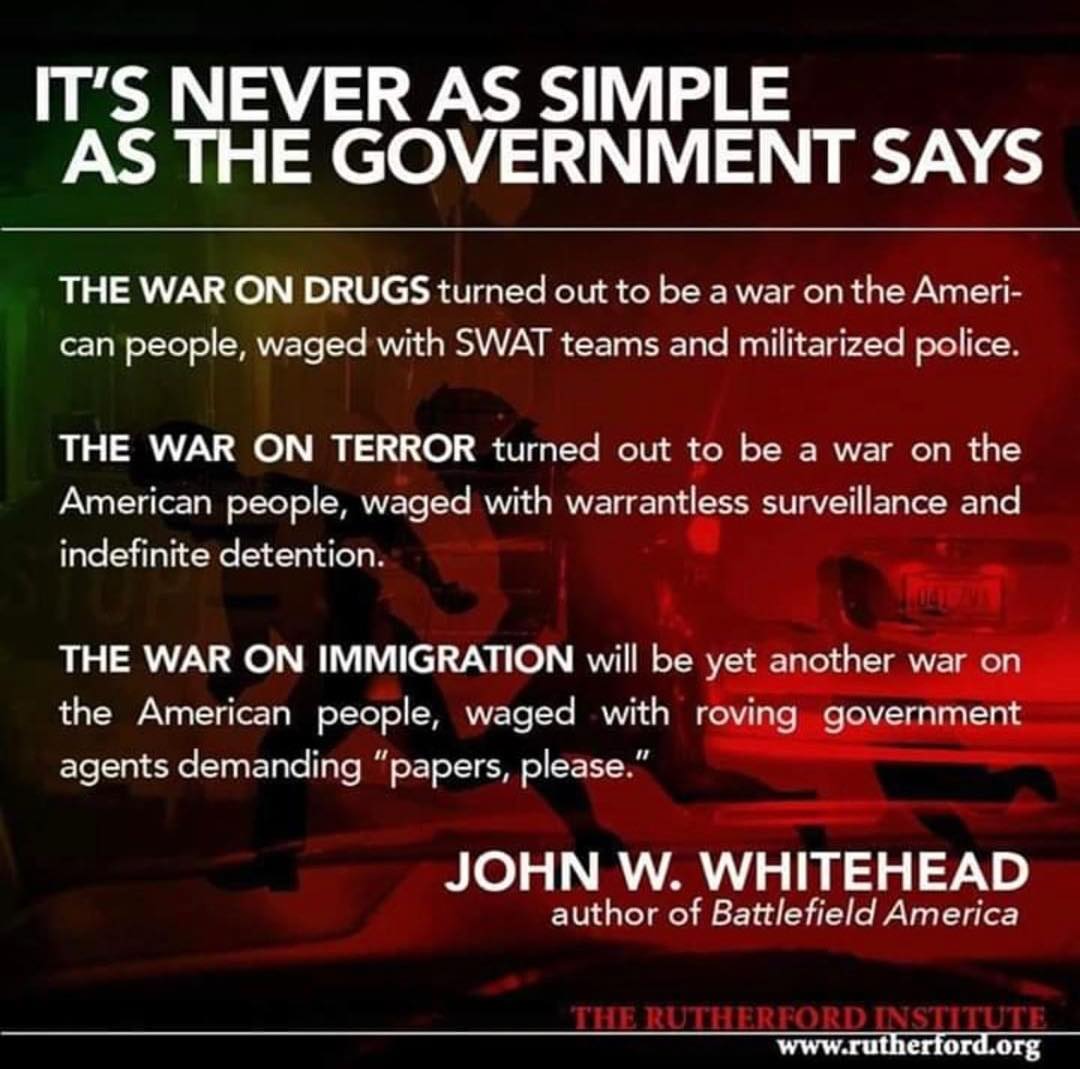 IT'S NEVER AS SIMPLE
AS THE GOVERNMENT SAYS
THE WAR ON DRUGS turned out to be a war on the Ameri-
can people, waged with SWAT teams and militarized police.
THE WAR ON TERROR turned out to be a war on the
American people, waged with warrantless surveillance and
indefinite detention.
STOP
THE WAR ON IMMIGRATION will be yet another war on
the American people, waged with roving government
agents demanding "papers, please."
JOHN W. WHITEHEAD
author of Battlefield America
THE RUTHERFORD INSTITUTE
www.rutherford.org